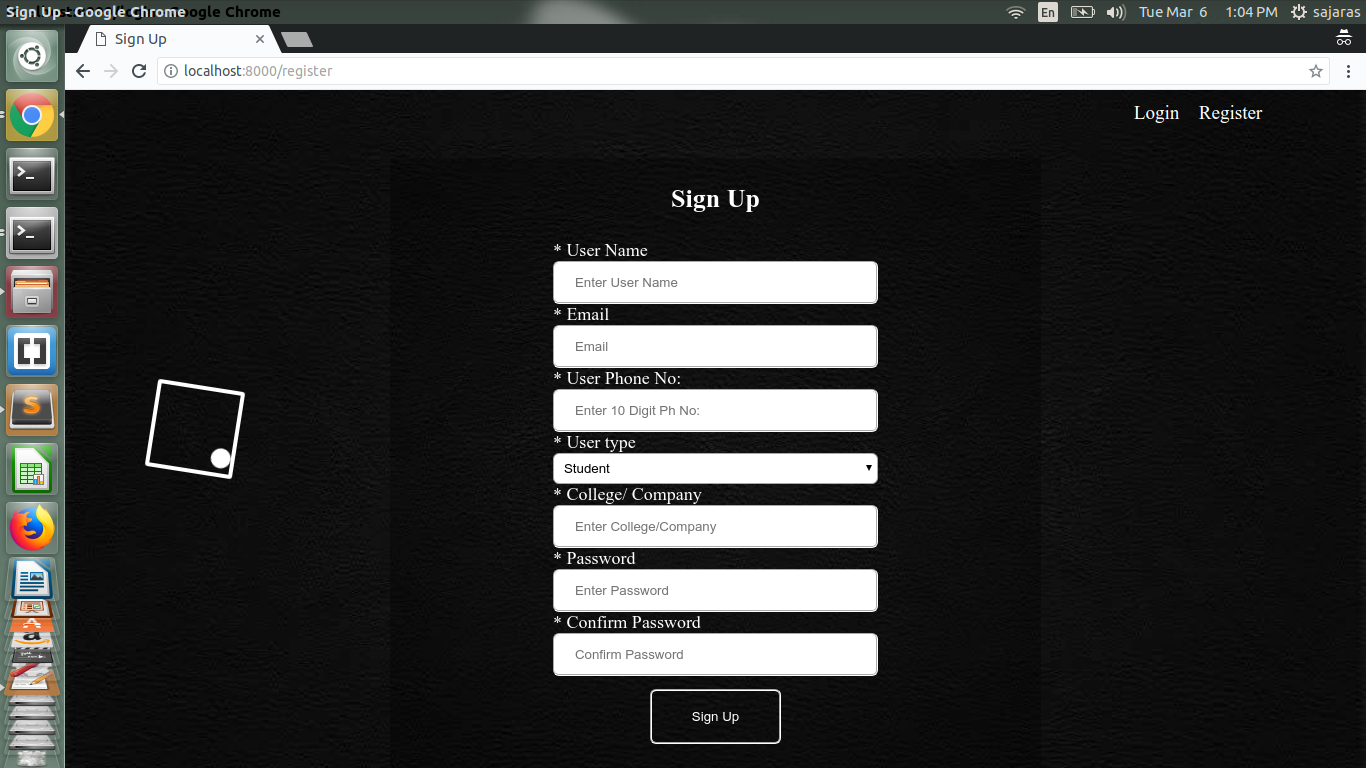 Sign Up - Google Chrome
En
Tue Mar 6
1:04 PM
sajaras
Sign Up
localhost:8000/register
Login Register
Sign Up
* User Name
Enter User Name
* Email
Email
* User Phone No:
Enter 10 Digit Ph No:
* User type
Student
* College/ Company
Enter College/Company
* Password
Enter Password
* Confirm Password
Confirm Password
Sign Up